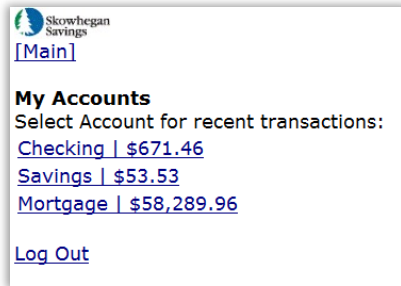 Skowhegan
Savings
[Main]
My Accounts
Select Account for recent transactions:
Checking | $671.46
Savings | $53.53
Mortgage | $58,289.96
Log Out